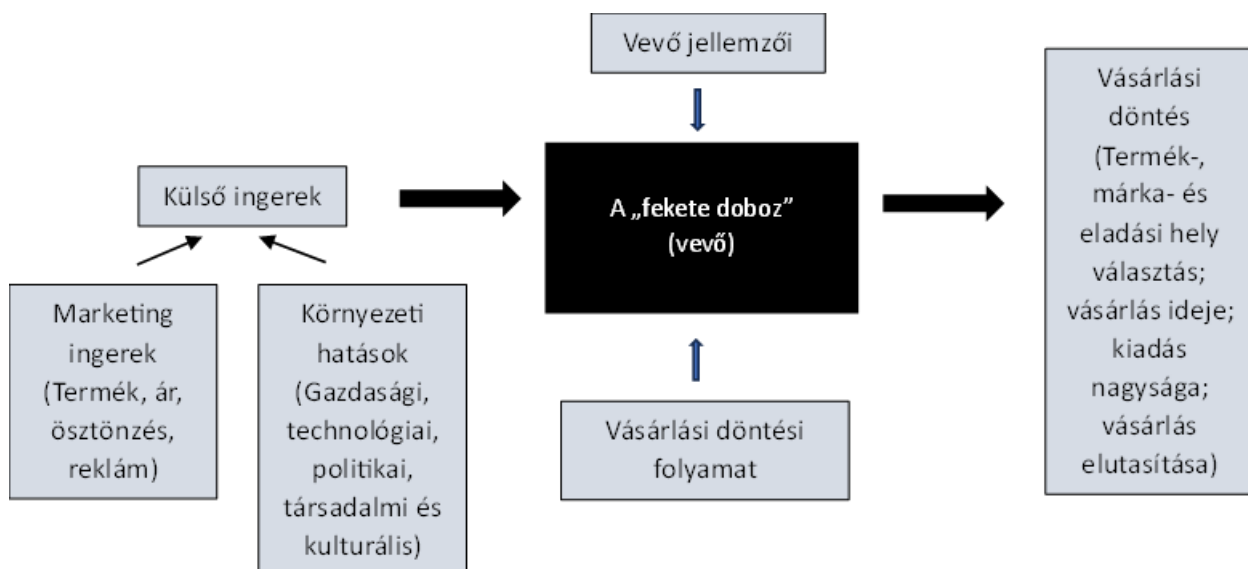 Vevő jellemzői
Külső ingerek
Marketing
ingerek
(Termék, ár,
ösztönzés,
reklám)
Környezeti
hatások
(Gazdasági,
technológiai,
politikai,
társadalmi és
kulturális)
A „fekete doboz”
(vevő)
Vásárlási döntési
folyamat
Vásárlási
döntés
(Termék-,
márka- és
eladási hely
választás;
vásárlás ideje;
kiadás
nagysága;
vásárlás
elutasítása)